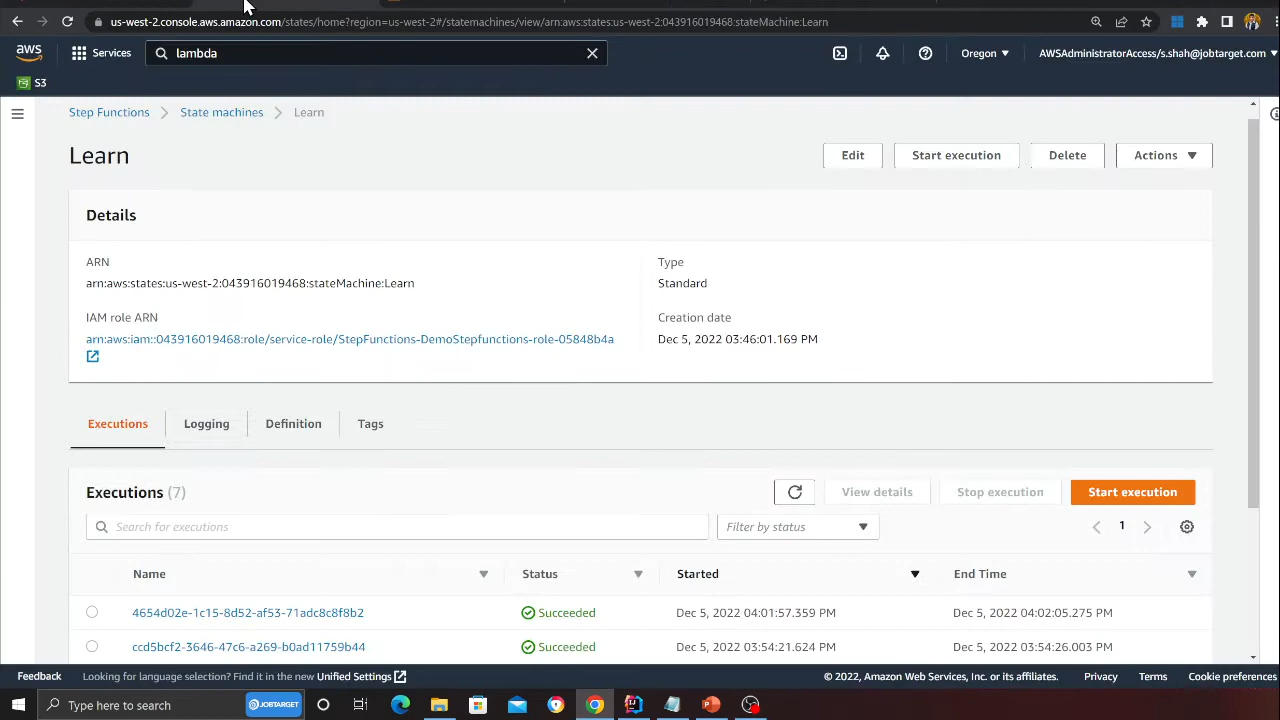 us-west-2.console.aws.amazon.com/states/home?region=us-west-2#/statemachines/view/arn:aws:states:us-west-2:043916019468:stateMachine:Learn
aws
Services
lambda
Oregon
AWSAdministratorAccess/s.shah@jobtarget.com
S3
Step Functions
State machines
Learn
Learn
Edit
Start execution
Delete
Actions
Details
ARN
arn:aws:states:us-west-2:043916019468:stateMachine:Learn
Type
Standard
IAM role ARN
arn:aws:iam::043916019468:role/service-role/StepFunctions-DemoStepfunctions-role-05848b4a
Creation date
Dec 5, 2022 03:46:01.169 PM
Executions
Logging
Definition
Tags
Executions (7)
View details
Stop execution
Start execution
Search for executions
Filter by status
1
Name
Status
Started
End Time
4654d02e-1c15-8d52-af53-71adc8c8f8b2
Succeeded
Dec 5, 2022 04:01:57.359 PM
Dec 5, 2022 04:02:05.275 PM
ccd5bcf2-3646-47c6-a269-b0ad11759b44
Succeeded
Dec 5, 2022 03:54:21.624 PM
Dec 5, 2022 03:54:26.003 PM
Feedback
Looking for language selection? Find it in the new Unified Settings
© 2022, Amazon Web Services, Inc. or its affiliates.
Privacy
Terms
Cookie preferences
Type here to search
JOBTARGET